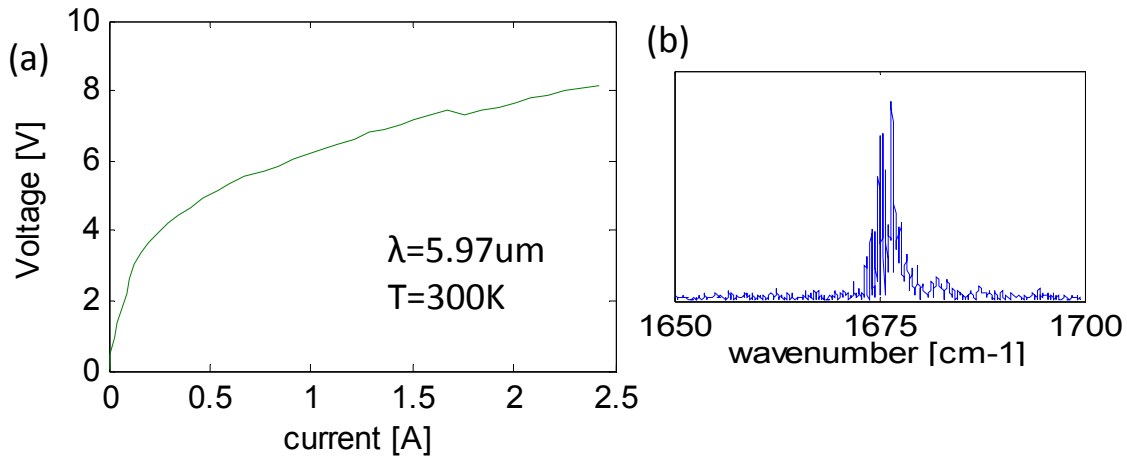 (a)
Voltage [V]
10
8
6
4
2
0
λ=5.97um
T=300K
0 0.5 1 1.5 2 2.5
current [A]
(b)
1650 1675 1700
wavenumber [cm-1]